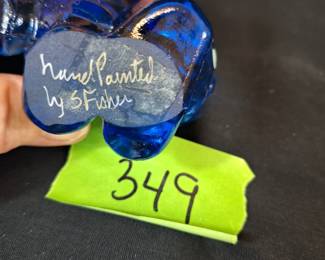 Hand Painted
by S Fisher
349